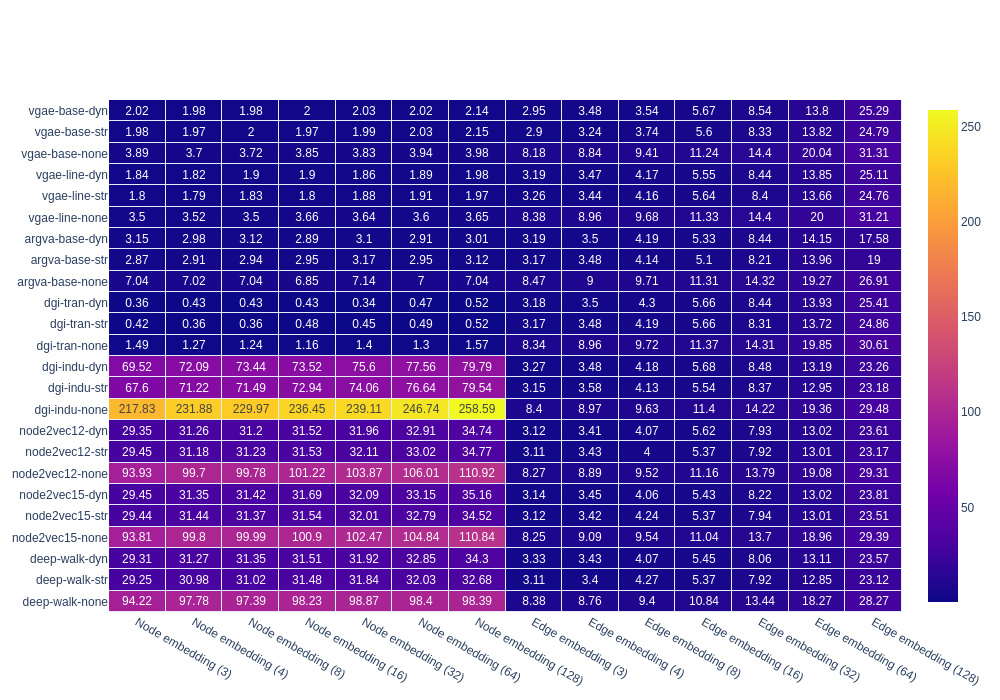 vgae-base-dyn 2.02 1.98 1.98 2 2.03 2.02 2.14 2.95 3.48 3.54 5.67 8.54 13.8 25.29
vgae-base-str 1.98 1.97 2 1.97 1.99 2.03 2.15 2.9 3.24 3.74 5.6 8.33 13.82 24.79
vgae-base-none 3.89 3.7 3.72 3.85 3.83 3.94 3.98 8.18 8.84 9.41 11.24 14.4 20.04 31.31
vgae-line-dyn 1.84 1.82 1.9 1.9 1.86 1.89 1.98 3.19 3.47 4.17 5.55 8.44 13.85 25.11
vgae-line-str 1.8 1.79 1.83 1.8 1.88 1.91 1.97 3.26 3.44 4.16 5.64 8.4 13.66 24.76
vgae-line-none 3.5 3.52 3.5 3.66 3.64 3.6 3.65 8.38 8.96 9.68 11.33 14.4 20 31.21
argva-base-dyn 3.15 2.98 3.12 2.89 3.1 2.91 3.01 3.19 3.5 4.19 5.33 8.44 14.15 17.58
argva-base-str 2.87 2.91 2.94 2.95 3.17 2.95 3.12 3.17 3.48 4.14 5.1 8.21 13.96 19
argva-base-none 7.04 7.02 7.04 6.85 7.14 7 7.04 8.47 9 9.71 11.31 14.32 19.27 26.91
dgi-tran-dyn 0.36 0.43 0.43 0.43 0.34 0.47 0.52 3.18 3.5 4.3 5.66 8.44 13.93 25.41
dgi-tran-str 0.42 0.36 0.36 0.48 0.45 0.49 0.52 3.17 3.48 4.19 5.66 8.31 13.72 24.86
dgi-tran-none 1.49 1.27 1.24 1.16 1.4 1.3 1.57 8.34 8.96 9.72 11.37 14.31 19.85 30.61
dgi-indu-dyn 69.52 72.09 73.44 73.52 75.6 77.56 79.79 3.27 3.48 4.18 5.68 8.48 13.19 23.26
dgi-indu-str 67.6 71.22 71.49 72.94 74.06 76.64 79.54 3.15 3.58 4.13 5.54 8.37 12.95 23.18
dgi-indu-none 217.83 231.88 229.97 236.45 239.11 246.74 258.59 8.4 8.97 9.63 11.4 14.22 19.36 29.48
node2vec12-dyn 29.35 31.26 31.2 31.52 31.96 32.91 34.74 3.12 3.41 4.07 5.62 7.93 13.02 23.61
node2vec12-str 29.45 31.18 31.23 31.53 32.11 33.02 34.77 3.11 3.43 4 5.37 7.92 13.01 23.17
node2vec12-none 93.93 99.7 99.78 101.22 103.87 106.01 110.92 8.27 8.89 9.52 11.16 13.79 19.08 29.31
node2vec15-dyn 29.45 31.35 31.42 31.69 32.09 33.15 35.16 3.14 3.45 4.06 5.43 8.22 13.02 23.81
node2vec15-str 29.44 31.44 31.37 31.54 32.01 32.79 34.52 3.12 3.42 4.24 5.37 7.94 13.01 23.51
node2vec15-none 93.81 99.8 99.99 100.9 102.47 104.84 110.84 8.25 9.09 9.54 11.04 13.7 18.96 29.39
deep-walk-dyn 29.31 31.27 31.35 31.51 31.92 32.85 34.3 3.33 3.43 4.07 5.45 8.06 13.11 23.57
deep-walk-str 29.25 30.98 31.02 31.48 31.84 32.03 32.68 3.11 3.4 4.27 5.37 7.92 12.85 23.12
deep-walk-none 94.22 97.78 97.39 98.23 98.87 98.4 98.39 8.38 8.76 9.4 10.84 13.44 18.27 28.27
Node embedding (3)
Node embedding (4)
Node embedding (8)
Node embedding (16)
Node embedding (32)
Node embedding (64)
Node embedding (128)
Edge embedding (3)
Edge embedding (4)
Edge embedding (8)
Edge embedding (16)
Edge embedding (32)
Edge embedding (64)
Edge embedding (128)
250
200
150
100
50